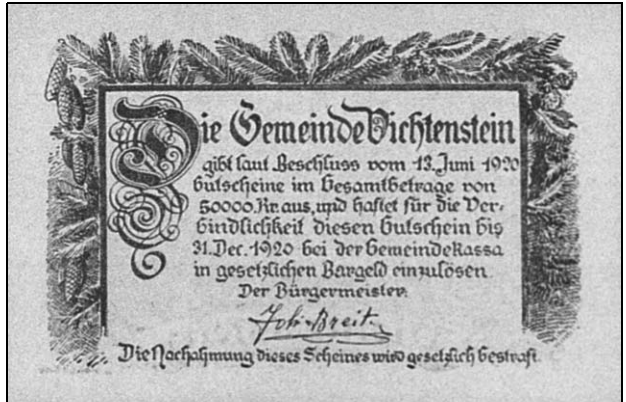 Die Gemeinde Vichtenstein
gibt laut Beschluss vom 13. Juni 1920
Gutscheine im Gesamtbetrage von
50000 Kr. aus, und haftet für die Ver-
bindlichkeit diesen Gutschein bis
31. Dec. 1920 bei der Gemeindekassa
in gesetzlichen Bargeld einzulösen.
Der Bürgermeister:
Joh. Breit.
Die Nachahmung dieses Scheines wird gesetzlich bestraft.